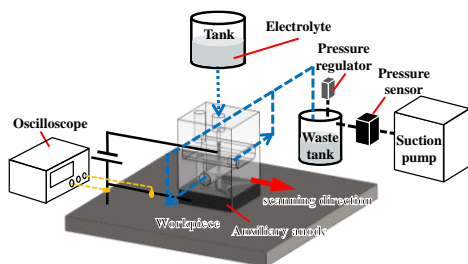 Tank
Electrolyte
Pressure
regulator
Pressure
sensor
Oscilloscope
Waste
tank
Suction
pump
scanning direction
Workpiece
Auxiliary anode